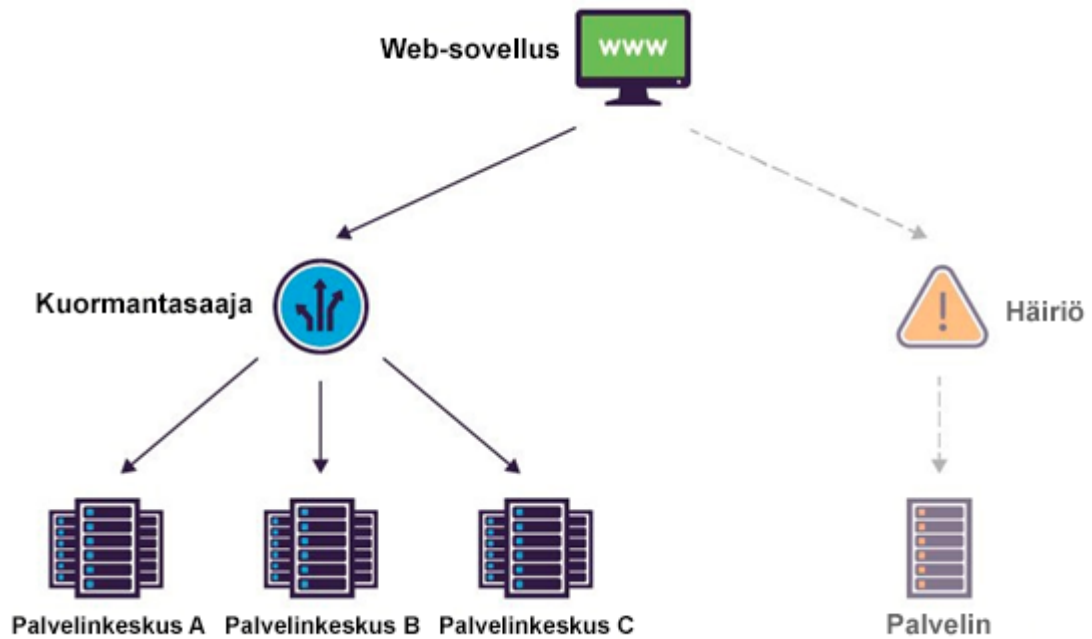 Web-sovellus
www
Kuormantasaaja
Häiriö
Palvelinkeskus A
Palvelinkeskus B
Palvelinkeskus C
Palvelin